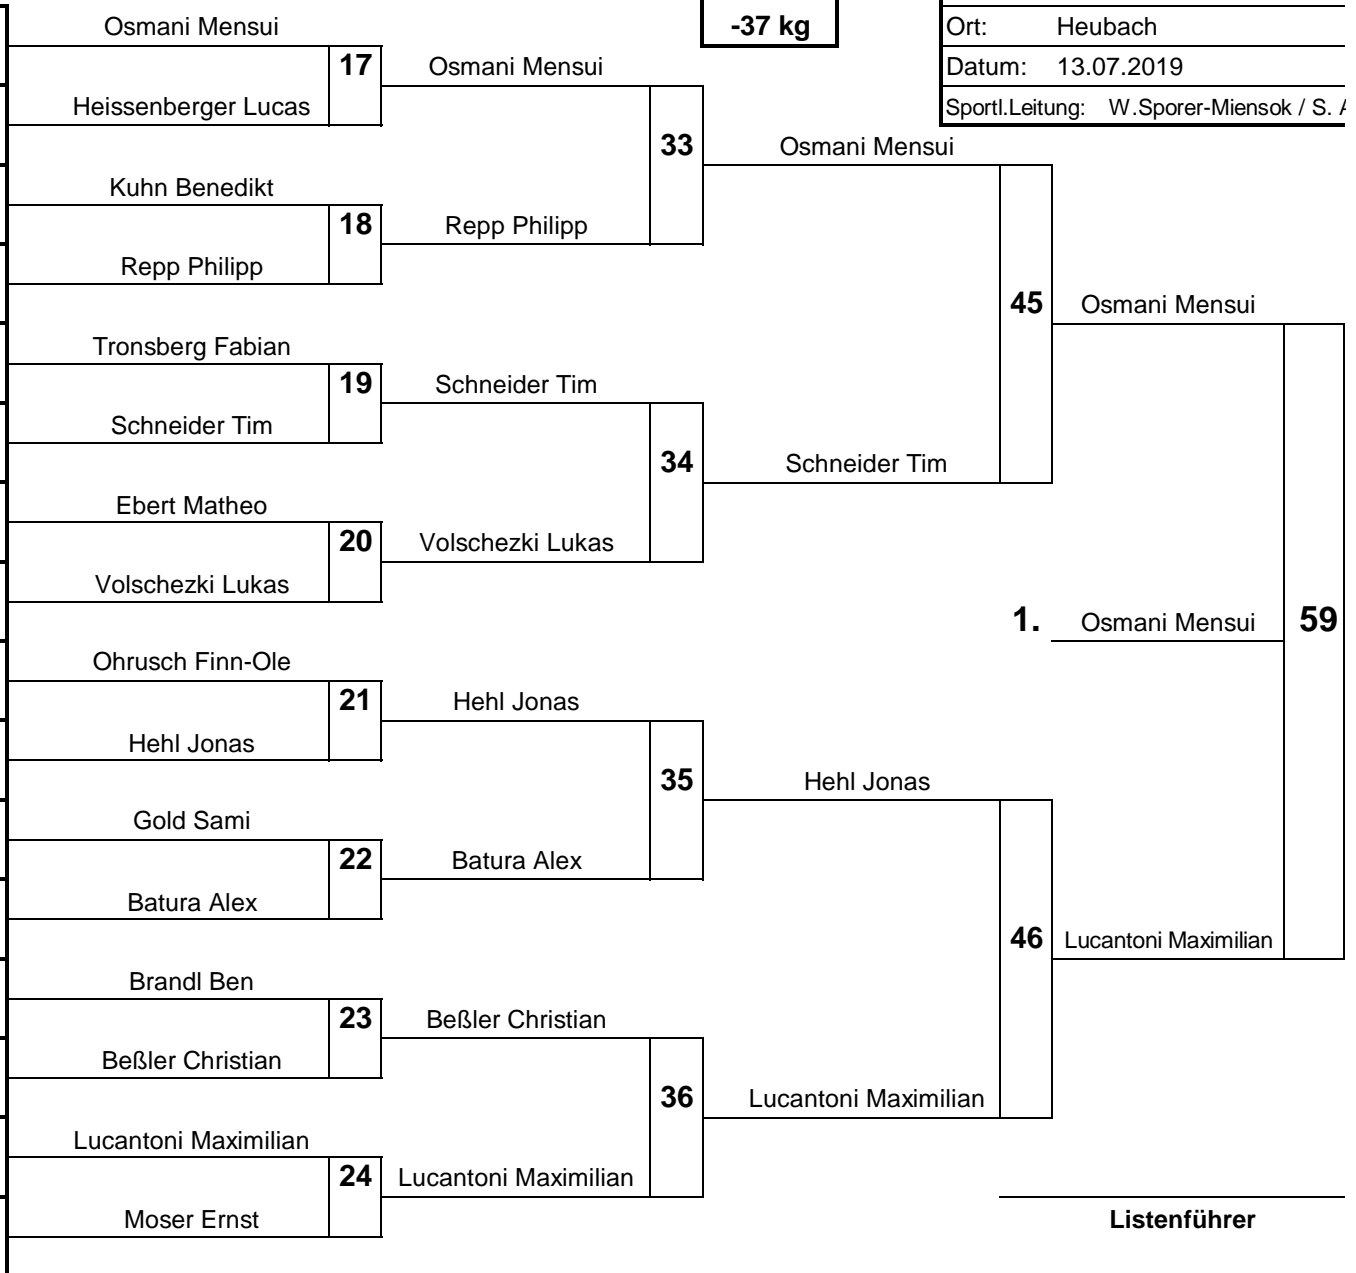 Osmani Mensui
-37 kg
Ort: Heubach
17
Osmani Mensui
Datum: 13.07.2019
Heissenberger Lucas
Sportl.Leitung: W.Sporer-Miensok / S.
33
Osmani Mensui
Kuhn Benedikt
18
Repp Philipp
Repp Philipp
45
Osmani Mensui
Tronsberg Fabian
19
Schneider Tim
Schneider Tim
34
Schneider Tim
Ebert Matheo
20
Volschezki Lukas
Volschezki Lukas
1. Osmani Mensui
59
Ohrusch Finn-Ole
21
Hehl Jonas
Hehl Jonas
35
Hehl Jonas
Gold Sami
22
Batura Alex
Batura Alex
46
Lucantoni Maximilian
Brandl Ben
23
Beßler Christian
Beßler Christian
36
Lucantoni Maximilian
Lucantoni Maximilian
24
Lucantoni Maximilian
Moser Ernst
Listenführer